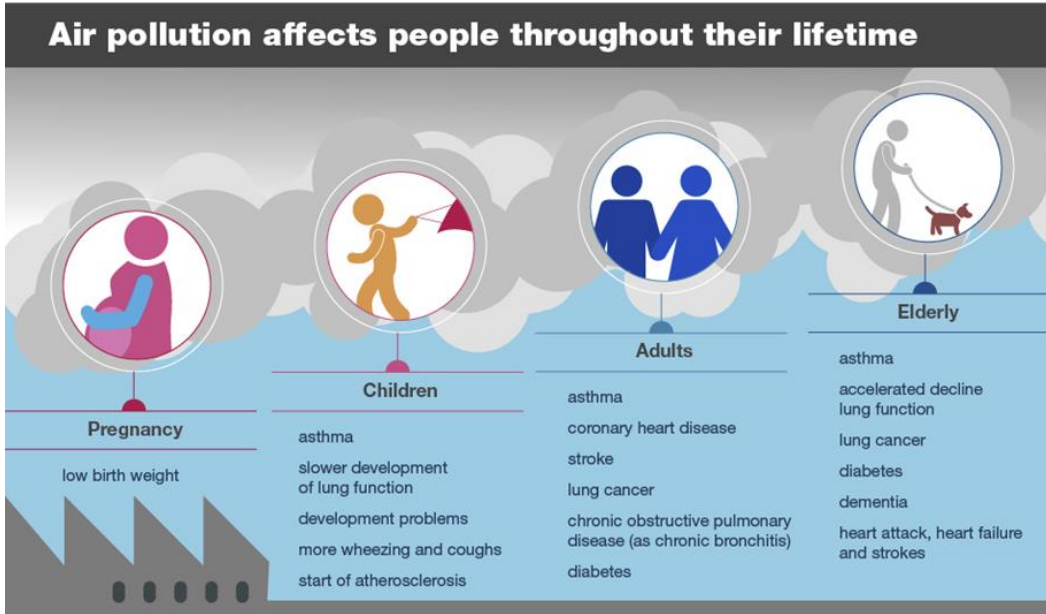 Air pollution affects people throughout their lifetime
Pregnancy
low birth weight
Children
asthma
slower development
of lung function
development problems
more wheezing and coughs
start of atherosclerosis
Adults
asthma
coronary heart disease
stroke
lung cancer
chronic obstructive pulmonary
disease (as chronic bronchitis)
diabetes
Elderly
asthma
accelerated decline
lung function
lung cancer
diabetes
dementia
heart attack, heart failure
and strokes